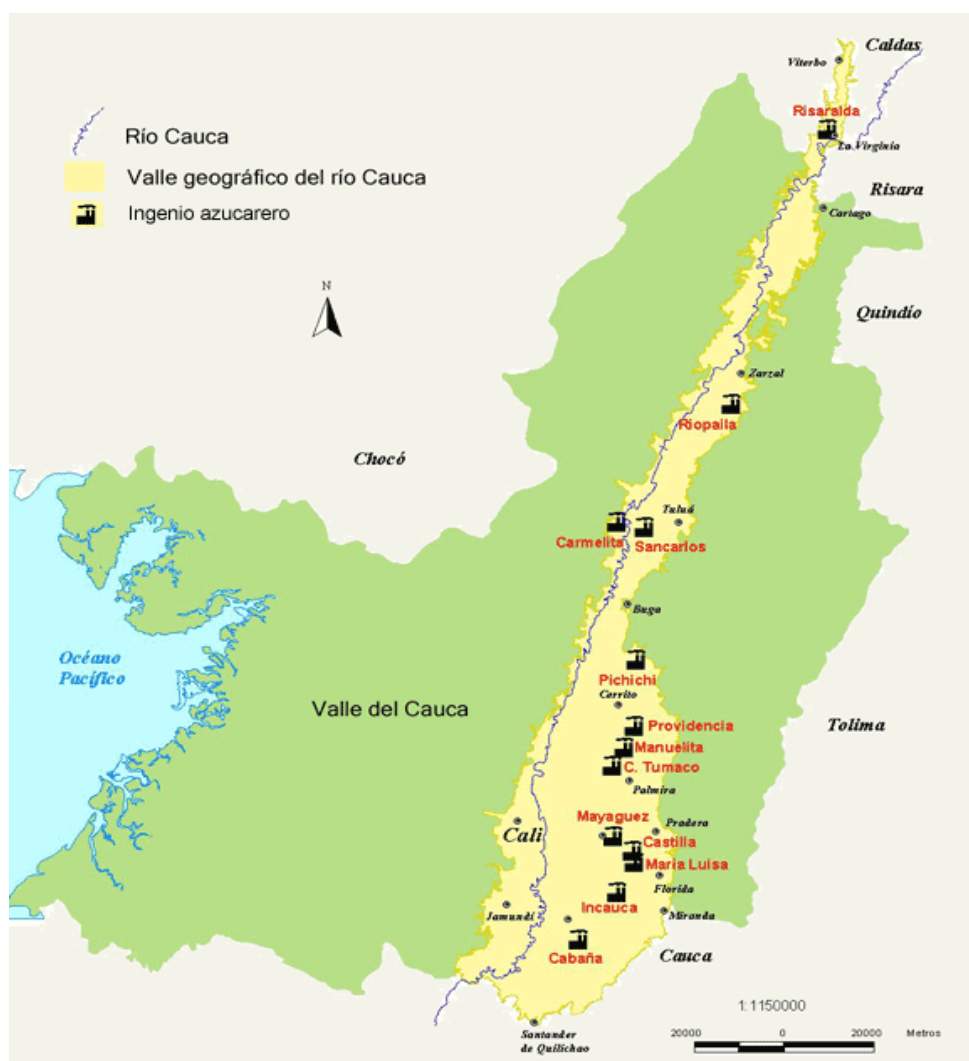 Caldas
Viterbo
Risaralda
La Virginia
Río Cauca
Valle geográfico del río Cauca
Ingenio azucarero
Risara
Cartago
N
Quindío
Zarzal
Riopaila
Chocó
Tuluá
Carmelita
Sancarlos
Buga
Océano
Pacífico
Pichichi
Cerrito
Valle del Cauca
Providencia
Tolima
Manuelita
C. Tumaco
Palmira
Mayaguez
Pradera
Cali
Castilla
Maria Luisa
Florida
Incauca
Jamundí
Miranda
Cabaña
Cauca
1:1150000
Santander
de Quilichao
20000 0 20000 Metros